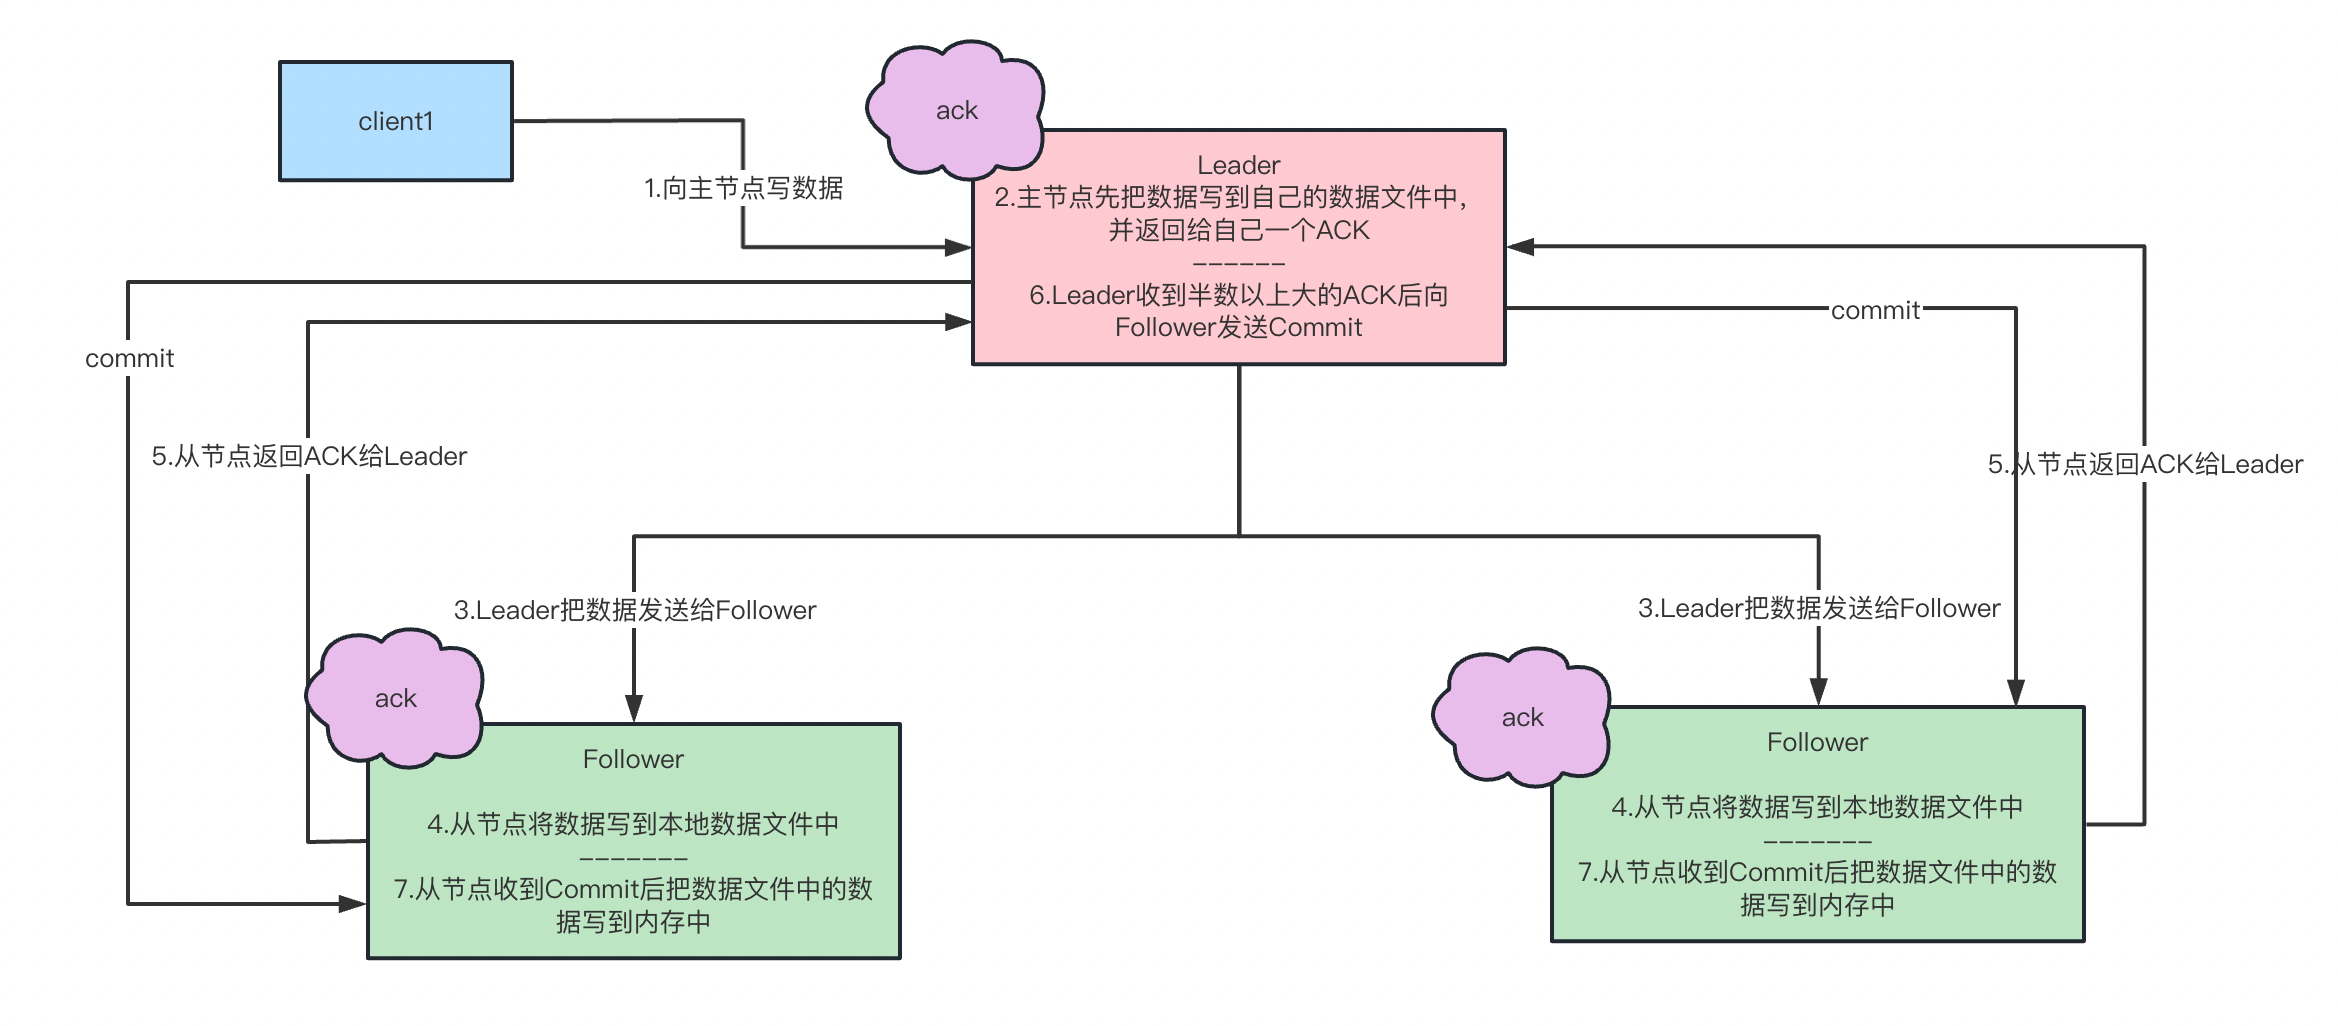 client1
ack
1.向主节点写数据
Leader
2.主节点先把数据写到自己的数据文件中,
并返回给自己一个ACK
------
6.Leader收到半数以上大的ACK后向
Follower发送Commit
commit
commit
5.从节点返回ACK给Leader
5.从节点返回ACK给Leader
3.Leader把数据发送给Follower
3.Leader把数据发送给Follower
ack
Follower
4.从节点将数据写到本地数据文件中
-------
7.从节点收到Commit后把数据文件中的数
据写到内存中
ack
Follower
4.从节点将数据写到本地数据文件中
-------
7.从节点收到Commit后把数据文件中的数
据写到内存中